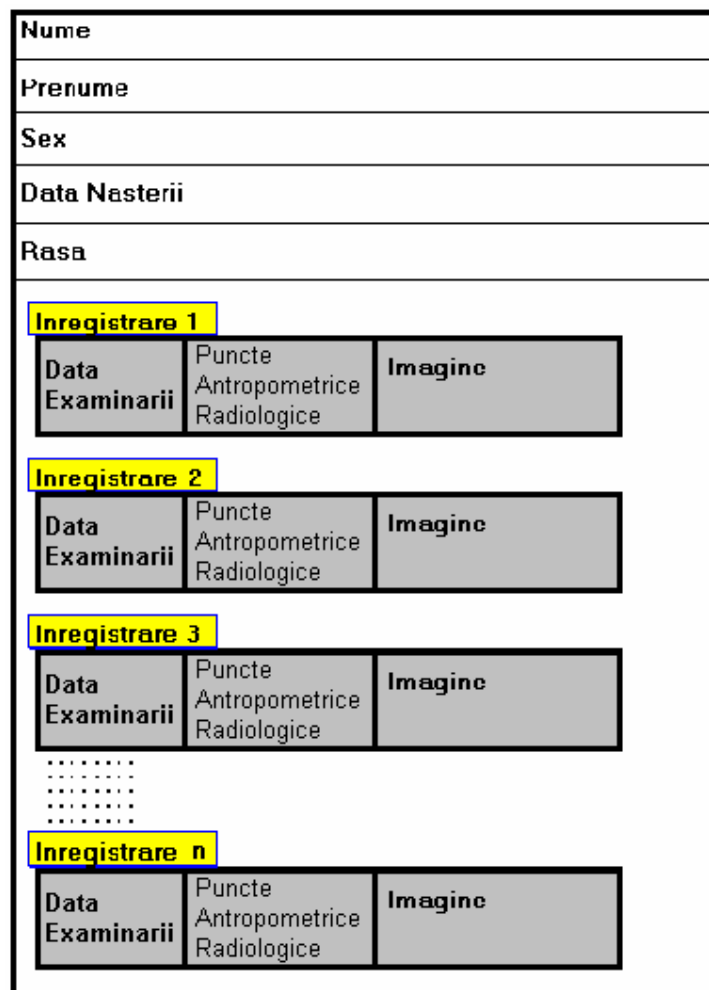 Nume
Prenume
Sex
Data Nasterii
Rasa
Inregistrare 1
Data
Examinarii
Puncte
Antropometrice
Radiologice
Imagine
Inregistrare 2
Data
Examinarii
Puncte
Antropometrice
Radiologice
Imagine
Inregistrare 3
Data
Examinarii
Puncte
Antropometrice
Radiologice
Imagine
Inregistrare n
Data
Examinarii
Puncte
Antropometrice
Radiologice
Imagine